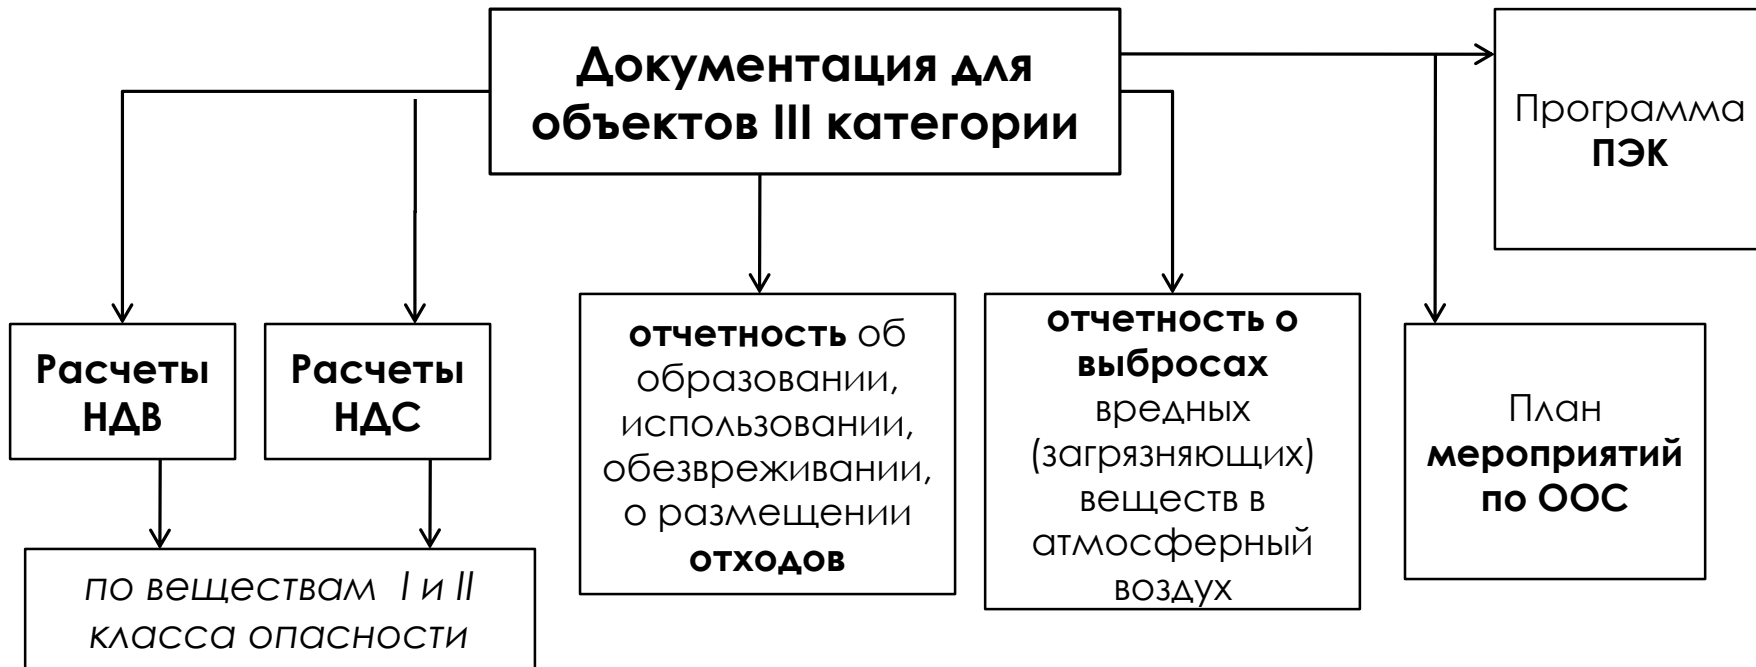 Документация для
объектов III категории
Программа
ПЭК
Расчеты
НДВ
Расчеты
НДС
отчетность об
образовании,
использовании,
обезвреживании,
о размещении
отходов
отчетность о
выбросах
вредных
(загрязняющих)
веществ в
атмосферный
воздух
План
мероприятий
по ООС
по веществам I и II
класса опасности